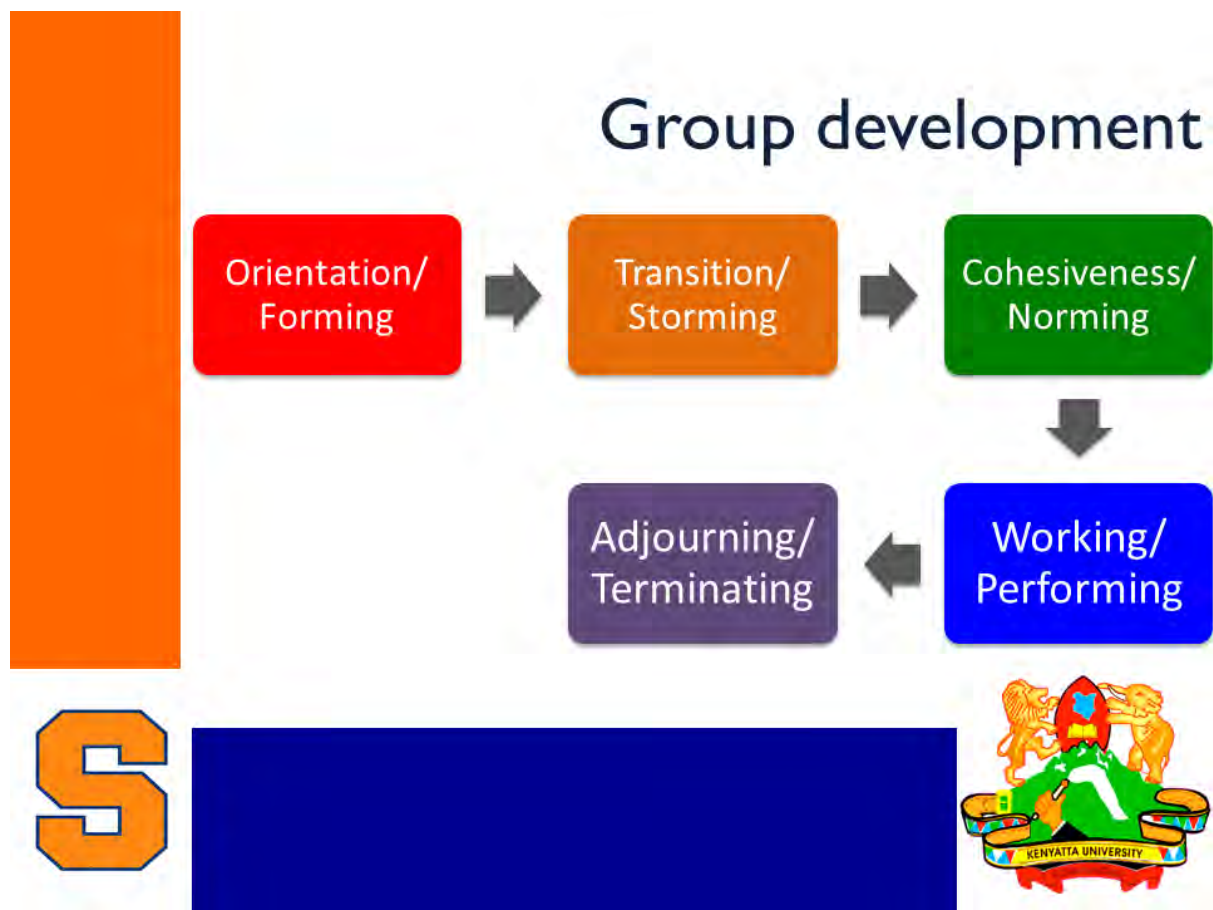 Group development
Orientation/
Forming
Transition/
Storming
Cohesiveness/
Norming
Working/
Performing
Adjourning/
Terminating
S
KENYATTA UNIVERSITY